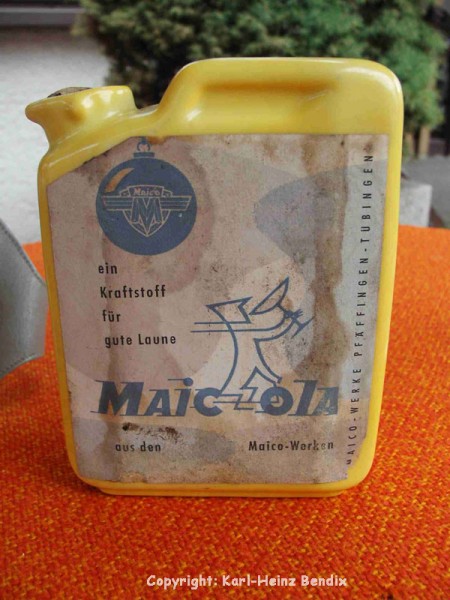 Maico
M
ein
Kraftstoff
für
gute Laune
MAICOLA
aus den Maico-Werken
MAICO-WERKE PFÄFFINGEN-TÜBINGEN
Copyright: Karl-Heinz Bendix